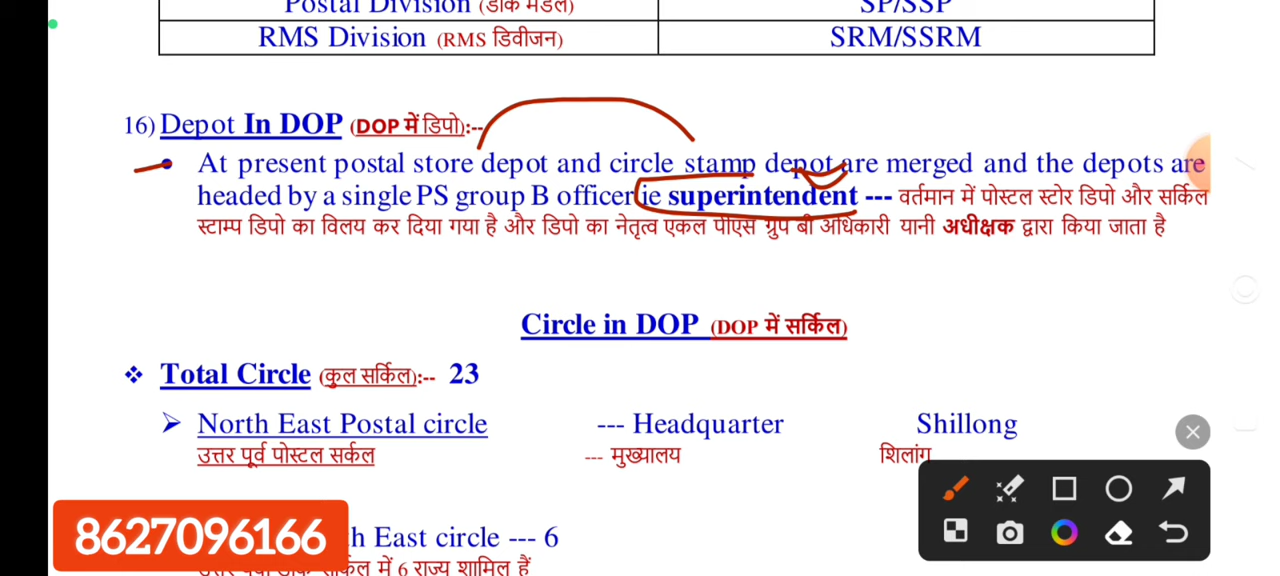 Postal Division (डाक मंडल) SP/SSP
RMS Division (RMS डिवीजन) SRM/SSRM
16) Depot In DOP (DOP में डिपो):--
At present postal store depot and circle stamp depot are merged and the depots are
headed by a single PS group B officer ie superintendent --- वर्तमान में पोस्टल स्टोर डिपो और सर्किल
स्टाम्प डिपो का विलय कर दिया गया है और डिपो का नेतृत्व एकल पीएस ग्रुप बी अधिकारी यानी अधीक्षक द्वारा किया जाता है
Circle in DOP (DOP में सर्किल)
Total Circle (कुल सर्किल):-- 23
North East Postal circle --- Headquarter Shillong
उत्तर पूर्व पोस्टल सर्कल --- मुख्यालय शिलांग
8627096166
h East circle --- 6
में 6 राज्य शामिल हैं